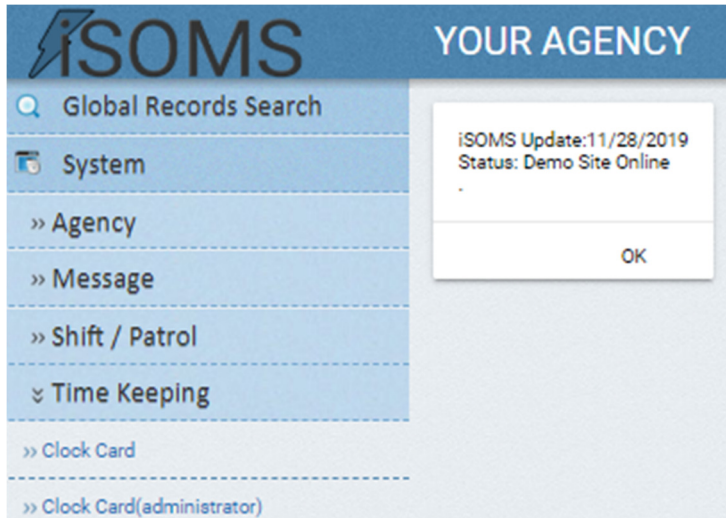 iSOMS
YOUR AGENCY
Global Records Search
System
» Agency
» Message
» Shift / Patrol
» Time Keeping
» Clock Card
» Clock Card(administrator)
iSOMS Update:11/28/2019
Status: Demo Site Online
.
OK